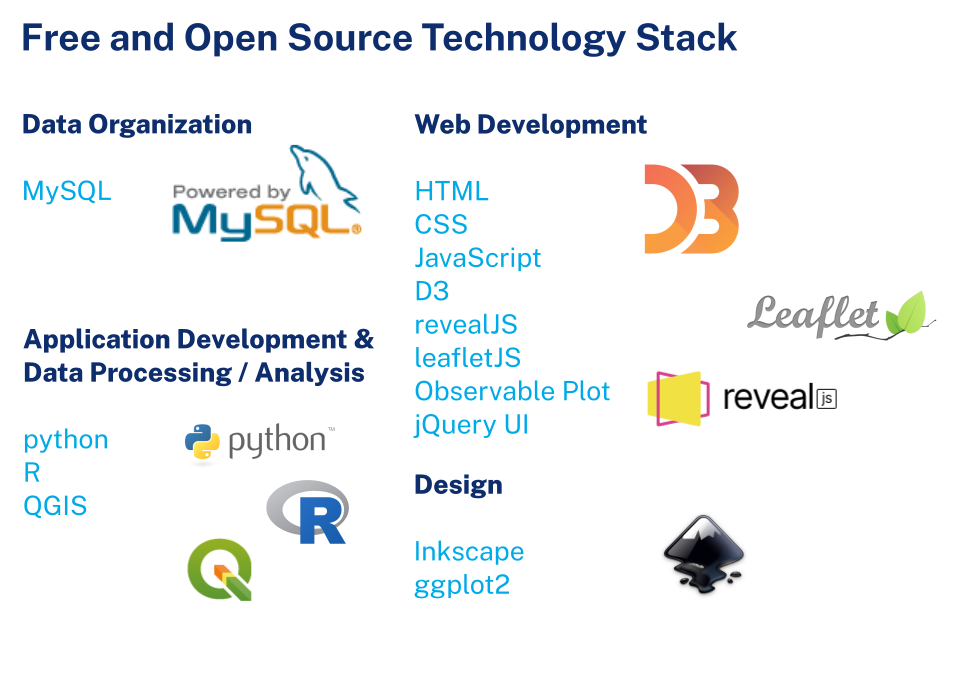 Free and Open Source Technology Stack
Data Organization
MySQL
Powered by
MySQL®
Application Development &
Data Processing / Analysis
python
R
QGIS
python™
R
Q
Web Development
HTML
CSS
JavaScript
D3
revealJS
leafletJS
Observable Plot
jQuery UI
D3
Leaflet
reveal js
Design
Inkscape
ggplot2